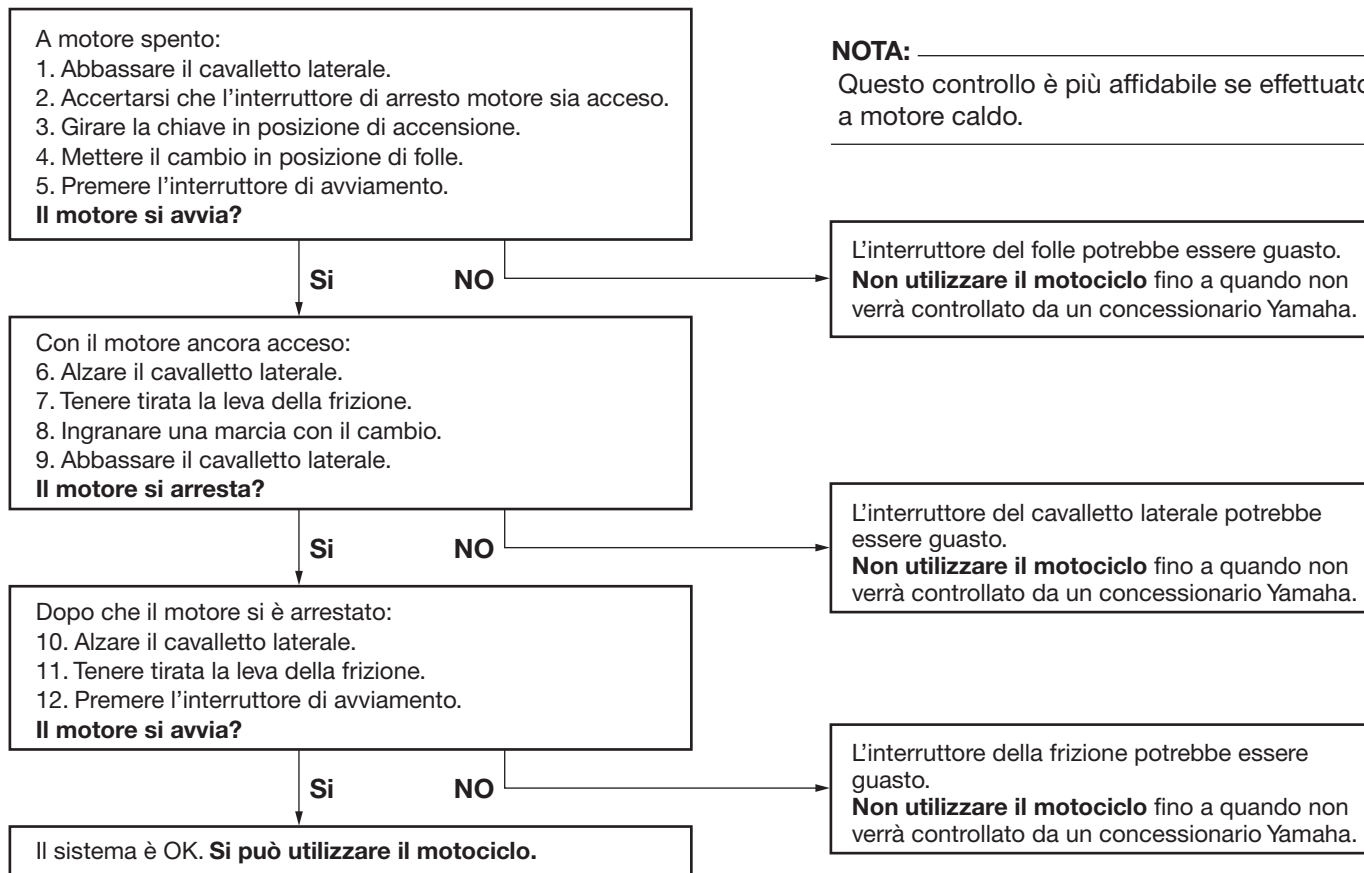 A motore spento:
1. Abbassare il cavalletto laterale.
2. Accertarsi che l'interruttore di arresto motore sia acceso.
3. Girare la chiave in posizione di accensione.
4. Mettere il cambio in posizione di folle.
5. Premere l'interruttore di avviamento.
Il motore si avvia?
NOTA:
Questo controllo è più affidabile se effettuato
a motore caldo.
Si NO
L'interruttore del folle potrebbe essere guasto.
Non utilizzare il motociclo fino a quando non
verrà controllato da un concessionario Yamaha.
Con il motore ancora acceso:
6. Alzare il cavalletto laterale.
7. Tenere tirata la leva della frizione.
8. Ingranare una marcia con il cambio.
9. Abbassare il cavalletto laterale.
Il motore si arresta?
Si NO
L'interruttore del cavalletto laterale potrebbe
essere guasto.
Non utilizzare il motociclo fino a quando non
verrà controllato da un concessionario Yamaha.
Dopo che il motore si è arrestato:
10. Alzare il cavalletto laterale.
11. Tenere tirata la leva della frizione.
12. Premere l'interruttore di avviamento.
Il motore si avvia?
Si NO
L'interruttore della frizione potrebbe essere
guasto.
Non utilizzare il motociclo fino a quando non
verrà controllato da un concessionario Yamaha.
Il sistema è OK. Si può utilizzare il motociclo.